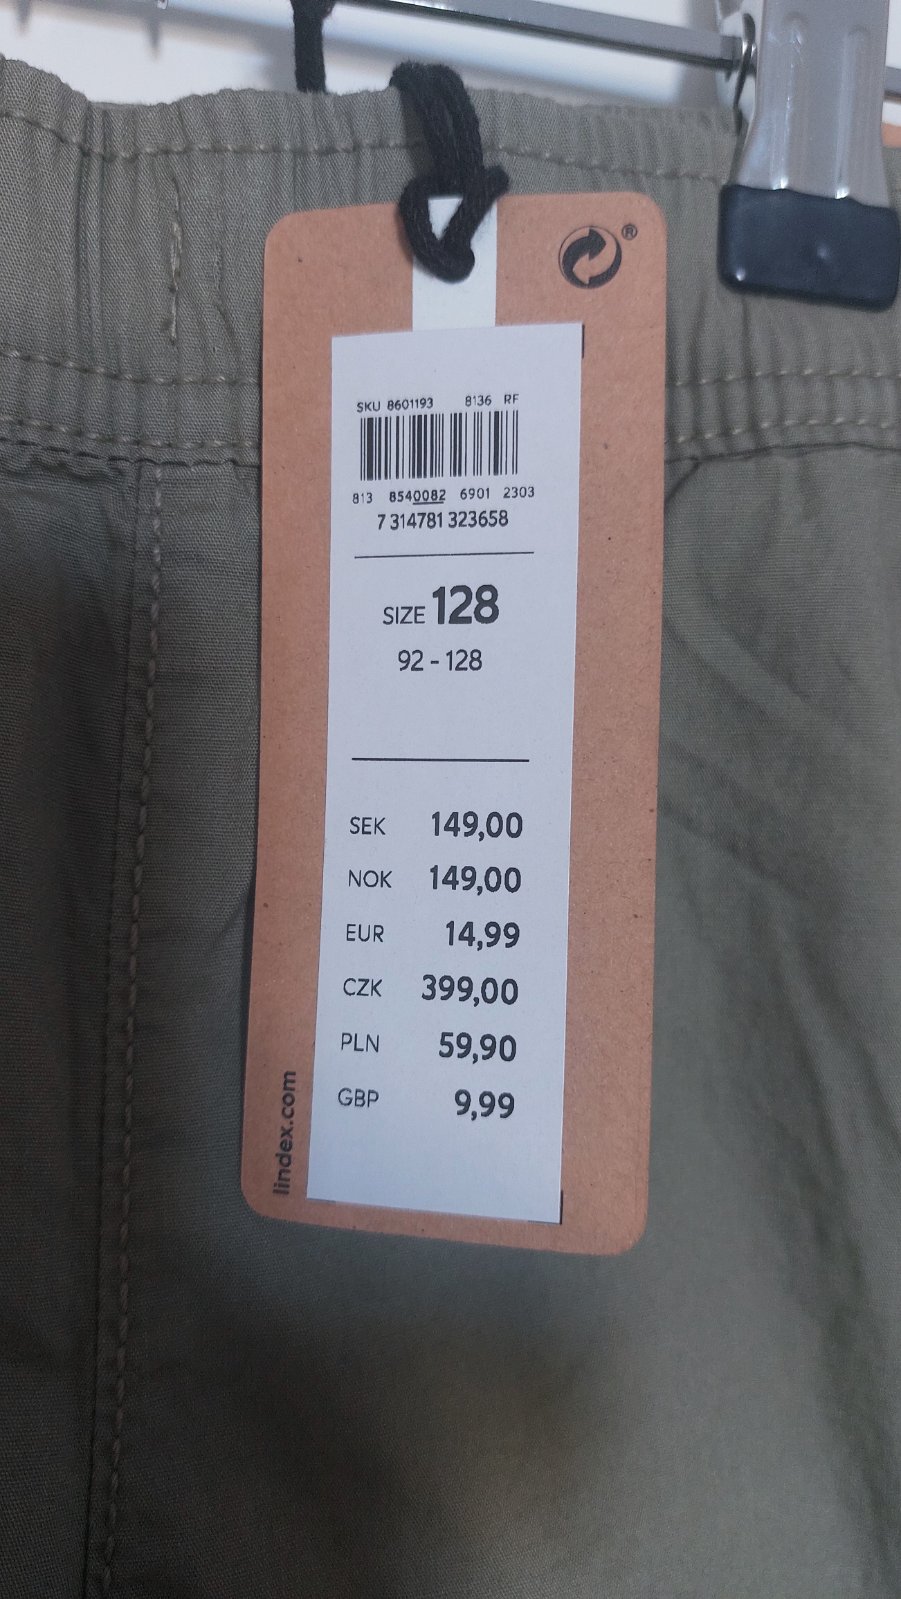 ®
SKU 8601193 8136 RF
813 8540082 6901 2303
7 314781 323658
SIZE 128
92 - 128
SEK 149,00
NOK 149,00
EUR 14,99
CZK 399,00
PLN 59,90
GBP 9,99
lindex.com